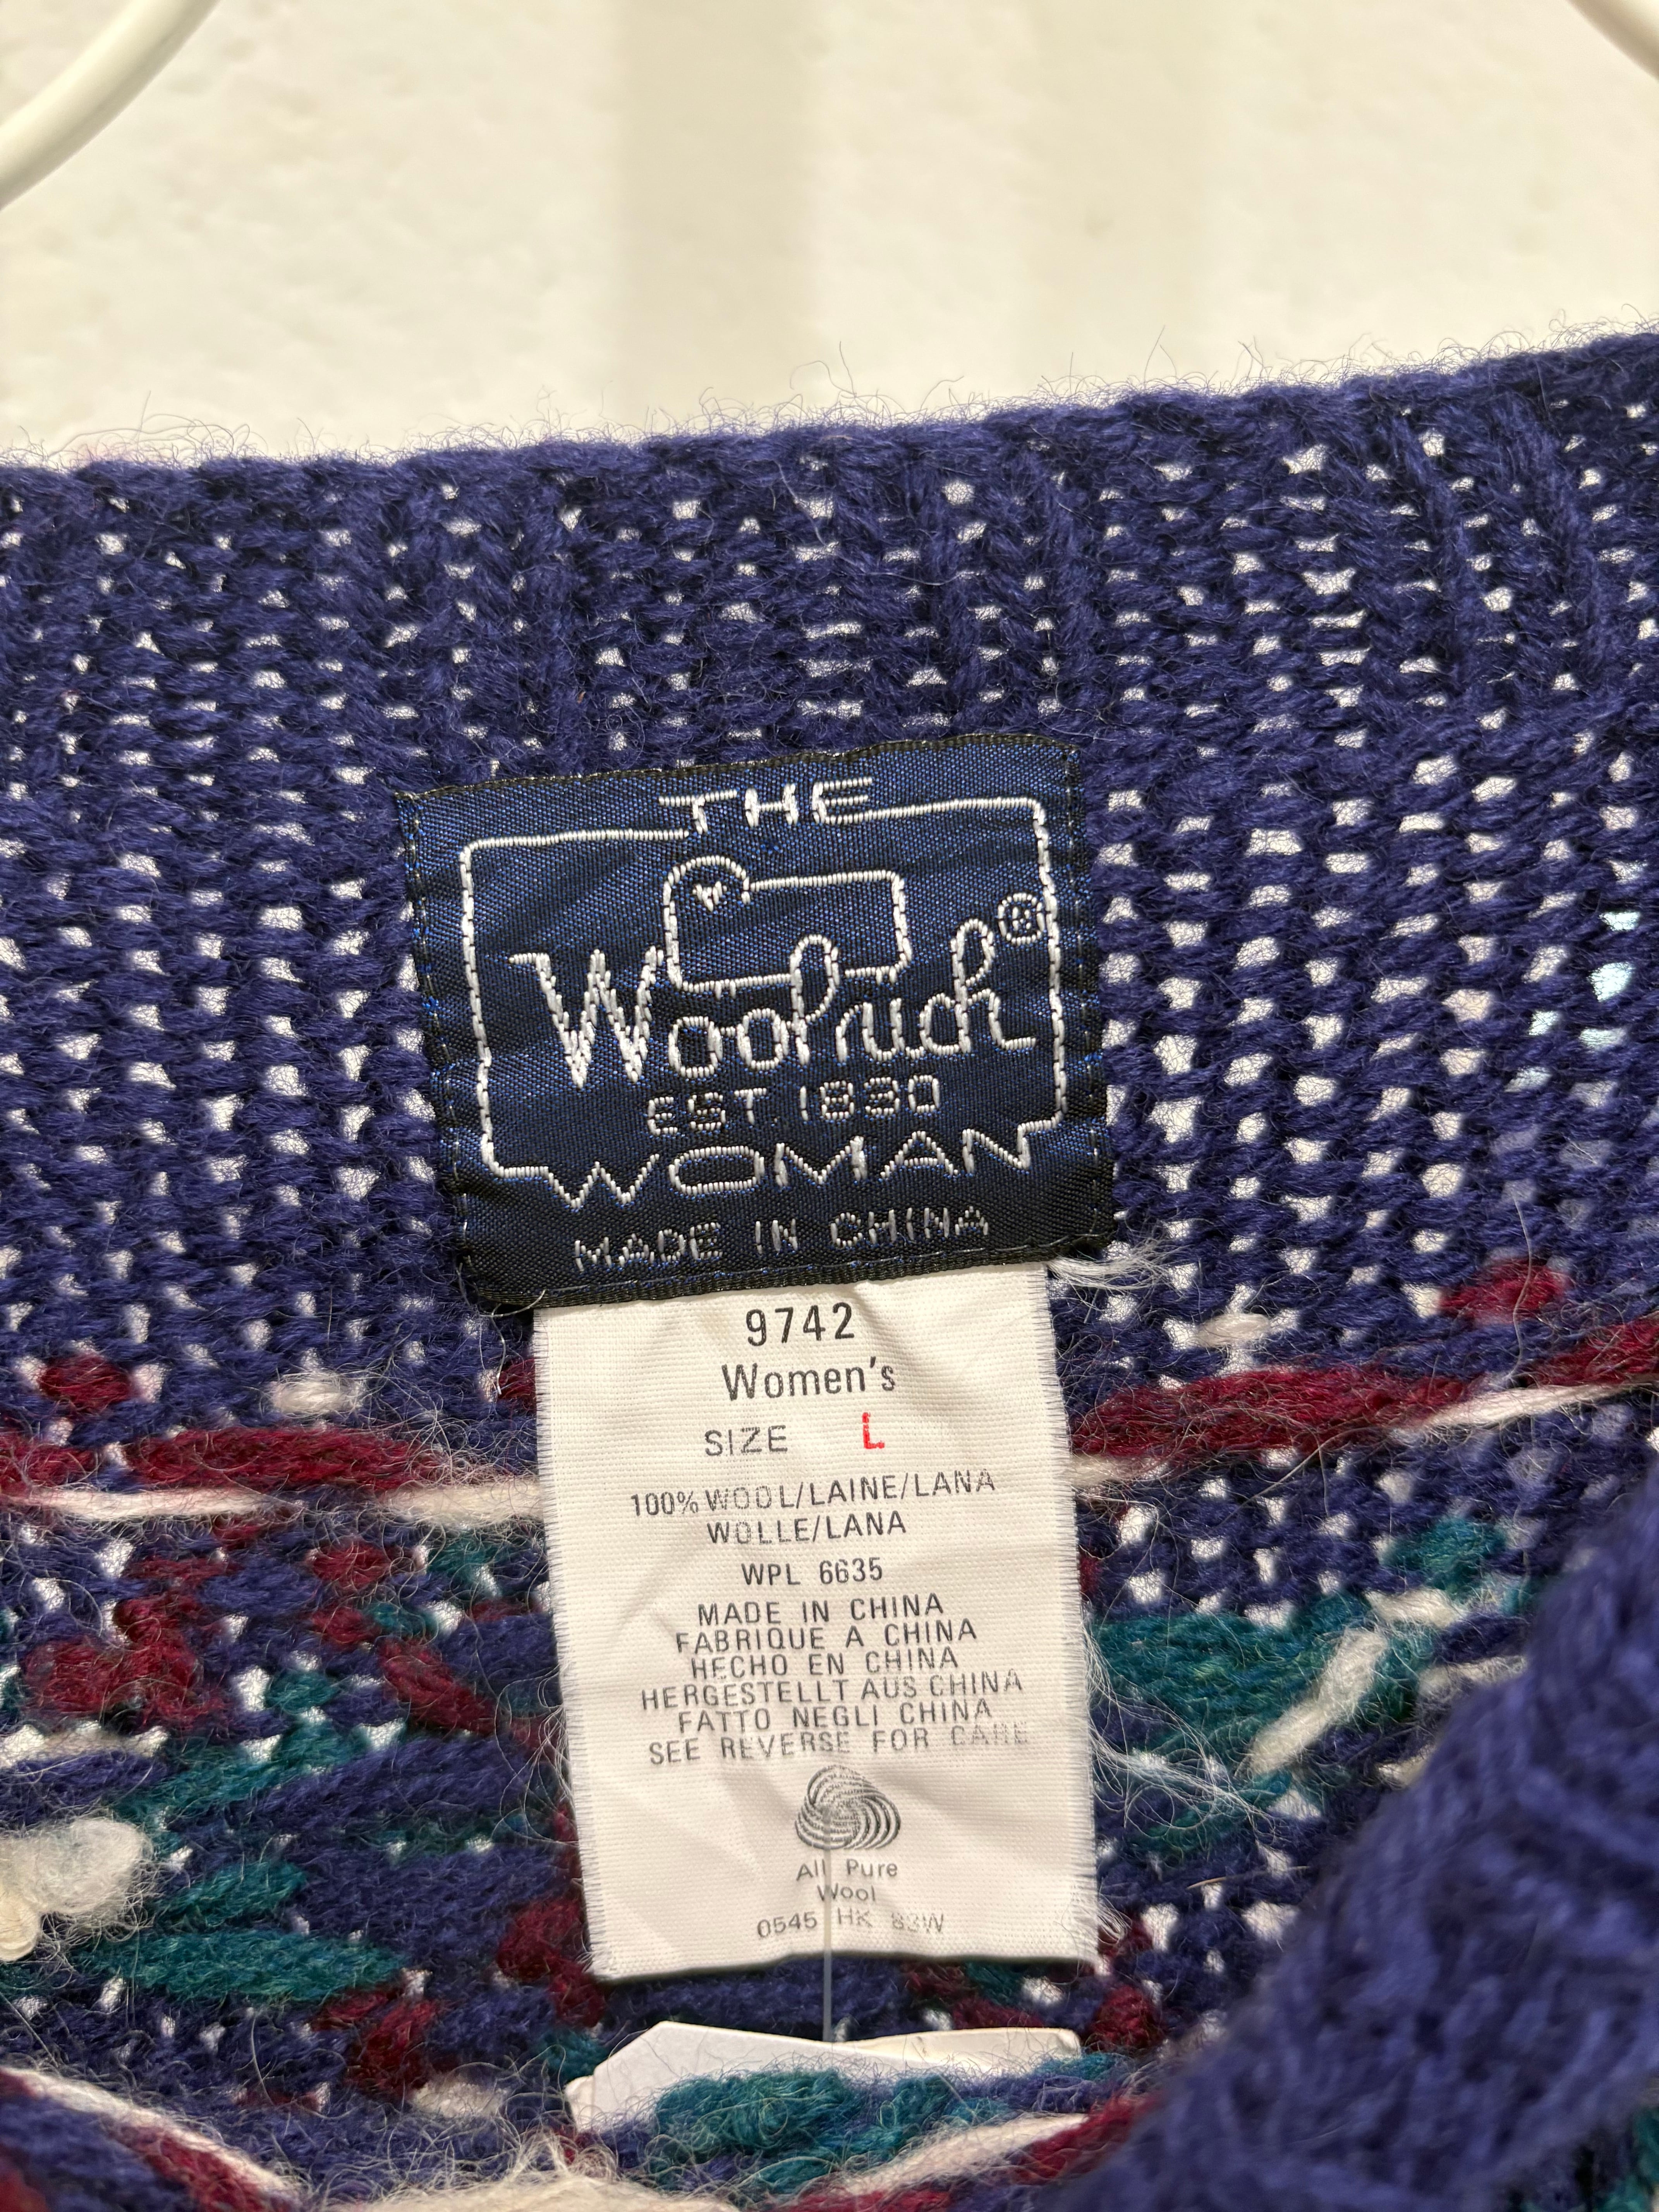 THE
Woolrich®
EST. 1830
WOMAN
MADE IN CHINA
9742
Women's
SIZE L
100% WOOL/LAINE/LANA
WOLLE/LANA
WPL 6635
MADE IN CHINA
FABRIQUE A CHINA
HECHO EN CHINA
HERGESTELLT AUS CHINA
FATTO NEGLI CHINA
SEE REVERSE FOR CARE
All Pure
Wool
0545 HK 83W